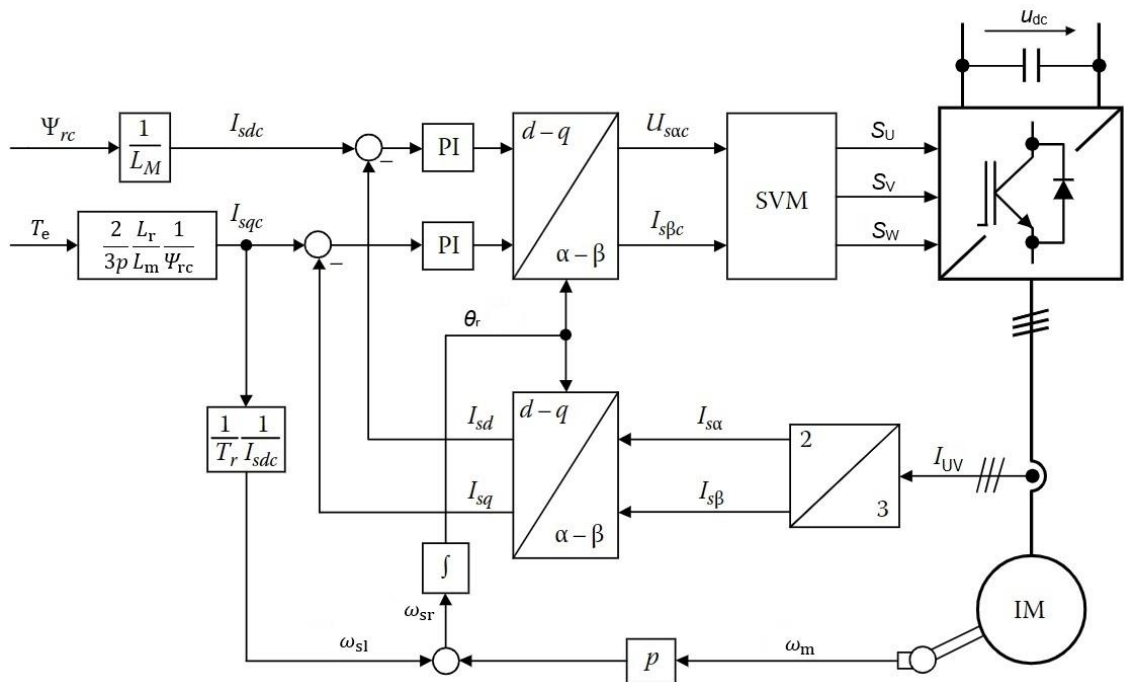 u_dc
Ψ_rc
1
L_M
I_sdc
−
PI
d – q
α – β
U_sαc
SVM
S_U
S_V
S_W
T_e
2 L_r 1
3p L_m Ψ_rc
I_sqc
−
PI
I_sβc
θ_r
1 1
T_r I_sdc
I_sd
d – q
α – β
I_sα
2
3
I_UV
I_sq
I_sβ
∫
ω_sr
IM
ω_sl
p
ω_m